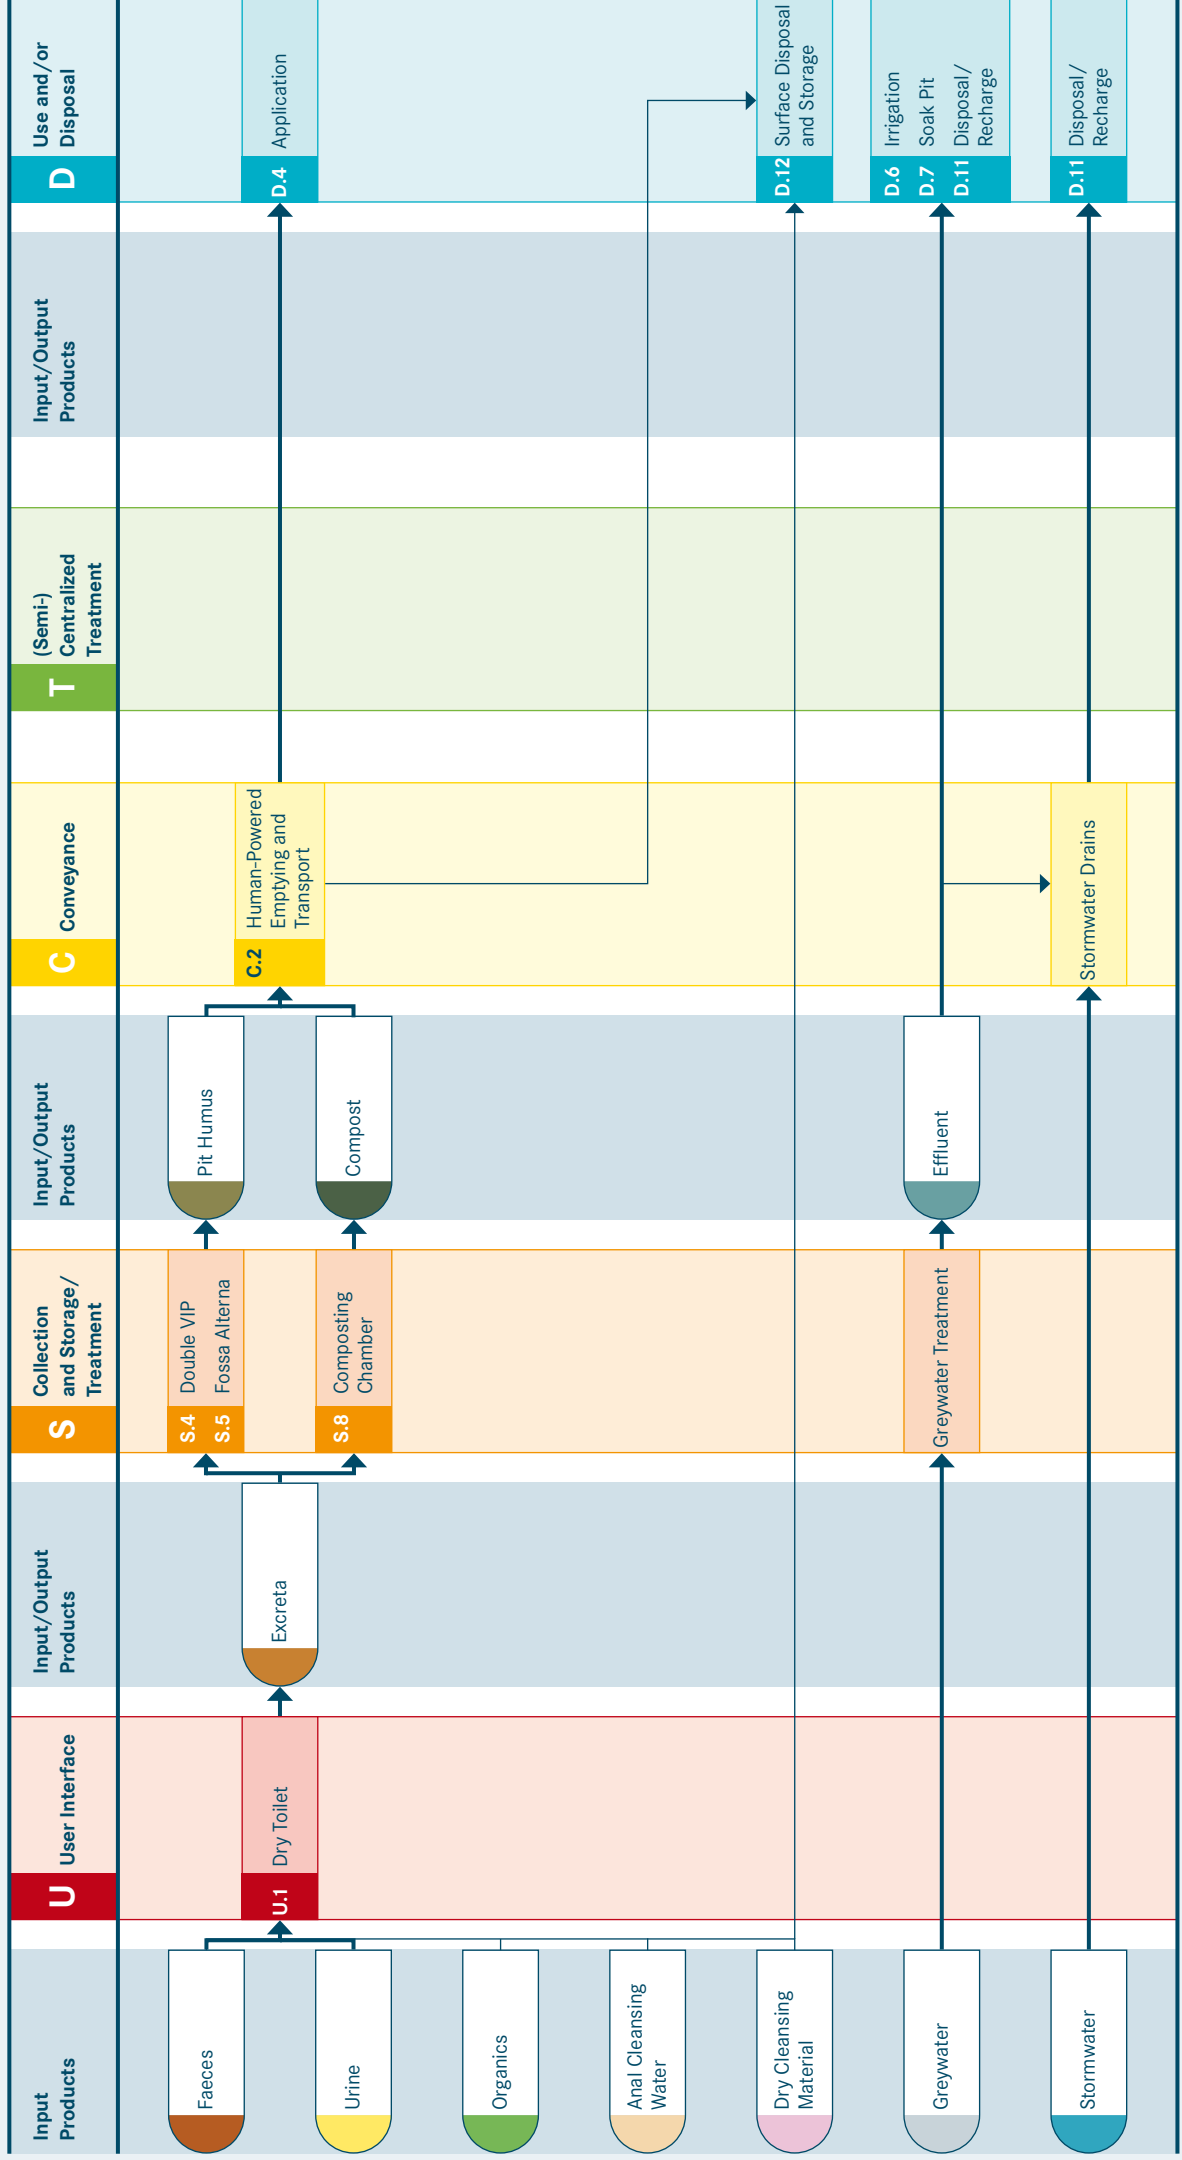 Input
Products
U
User Interface
Input/Output
Products
S
Collection
and Storage/
Treatment
Input/Output
Products
C
Conveyance
T
(Semi-)
Centralized
Treatment
Input/Output
Products
D
Use and/or
Disposal
Faeces
Urine
Organics
Anal Cleansing
Water
Dry Cleansing
Material
Greywater
Stormwater
U.1 Dry Toilet
Excreta
S.4 Double VIP
S.5 Fossa Alterna
S.8 Composting
Chamber
Greywater Treatment
Pit Humus
Compost
Effluent
C.2 Human-Powered
Emptying and
Transport
Stormwater Drains
D.4 Application
D.12 Surface Disposal
and Storage
D.6 Irrigation
D.7 Soak Pit
D.11 Disposal/
Recharge
D.11 Disposal/
Recharge